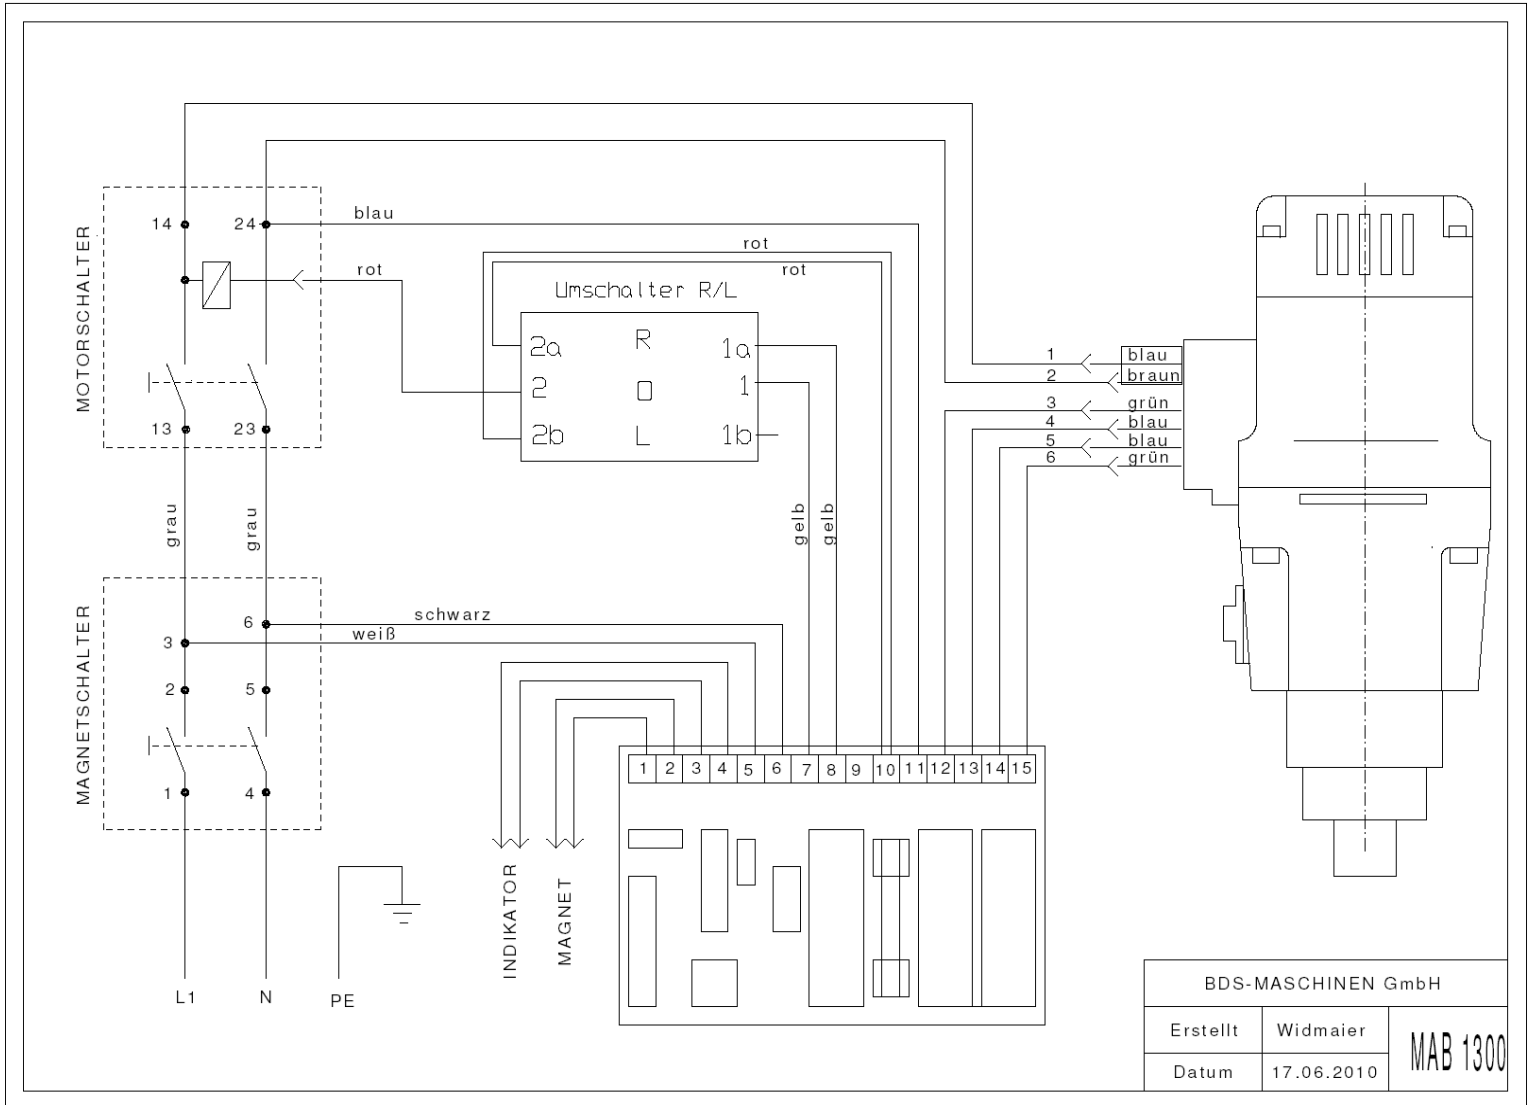 14
24
blau
rot
rot
rot
MOTORSCHALTER
Umschalter R/L
2a
R
1a
2
0
1
2b
L
1b
13
23
1
blau
2
braun
3
grün
4
blau
5
blau
6
grün
grau
grau
gelb
gelb
MAGNETSCHALTER
6
schwarz
3
weiß
2
5
1
4
1 2 3 4 5 6 7 8 9 10 11 12 13 14 15
INDIKATOR
MAGNET
L1
N
PE
BDS-MASCHINEN GmbH
Erstellt Widmaier
MAB 1300
Datum 17.06.2010